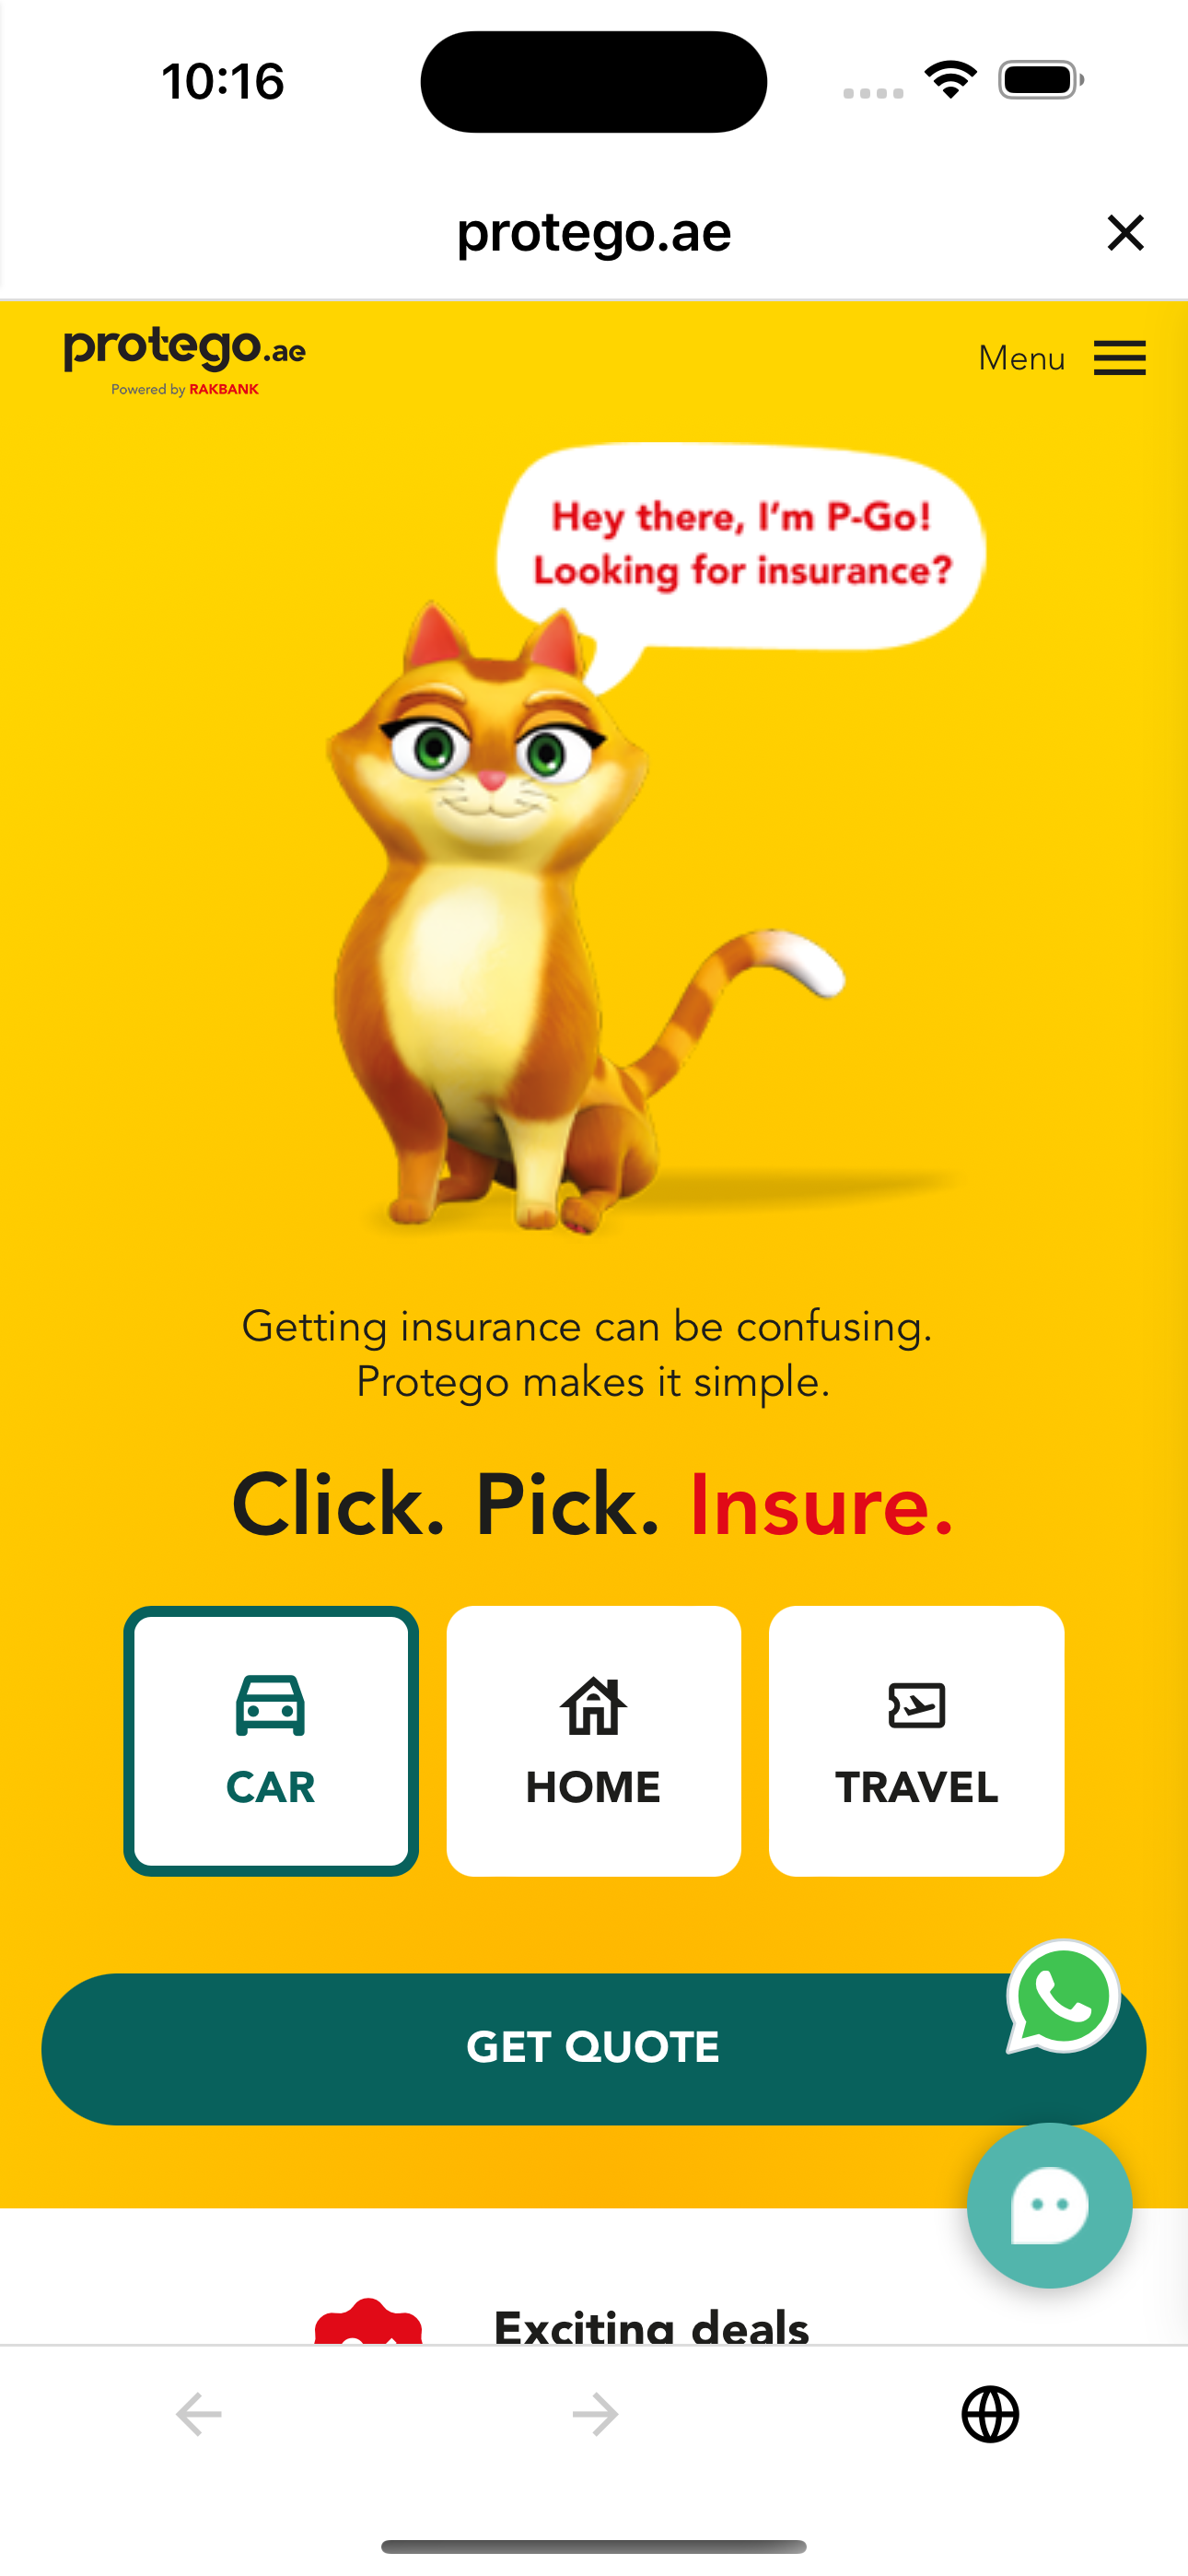 10:16
protego.ae
protego.ae
Menu
Powered by RAKBANK
Hey there, I'm P-Go!
Looking for insurance?
Getting insurance can be confusing.
Protego makes it simple.
Click. Pick. Insure.
CAR
HOME
TRAVEL
GET QUOTE
Exciting deals